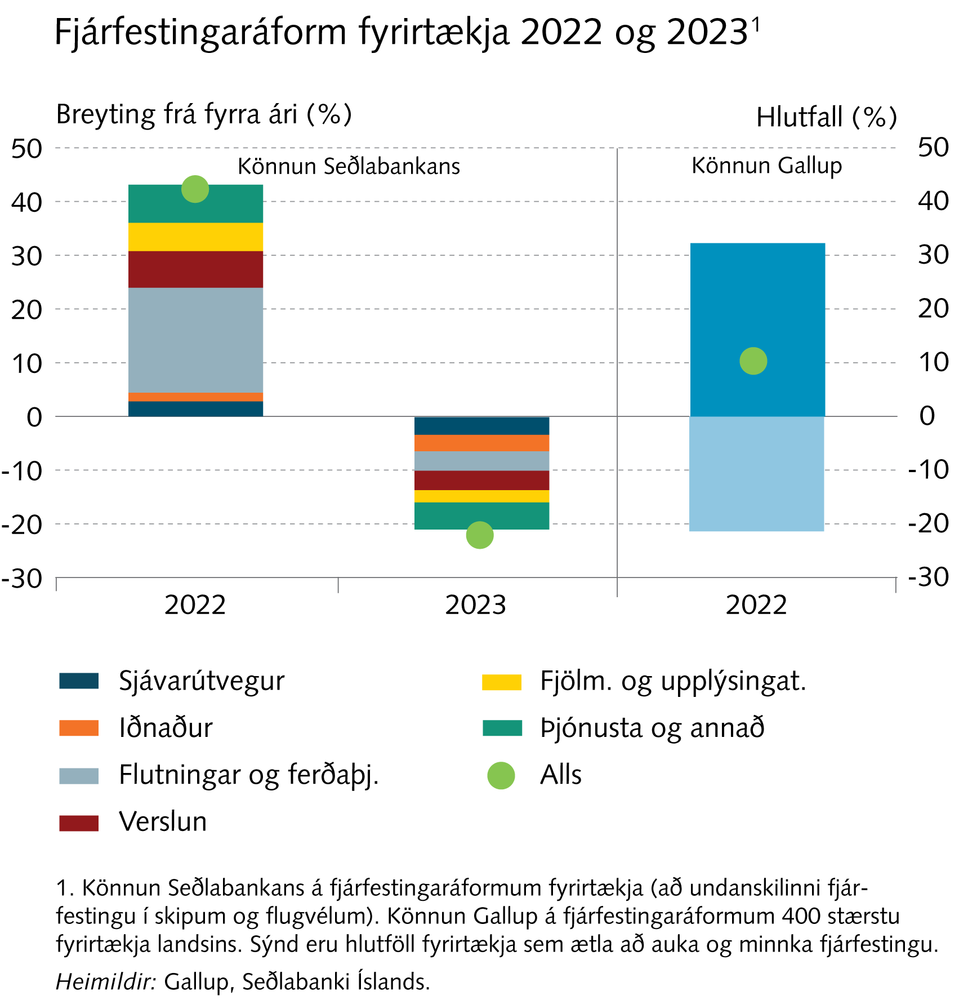 Fjárfestingaráform fyrirtækja 2022 og 2023¹
Breyting frá fyrra ári (%)
Hlutfall (%)
50
50
Könnun Seðlabankans
Könnun Gallup
40
40
30
30
20
20
10
10
0
0
-10
-10
-20
-20
-30
-30
2022
2023
2022
Sjávarútvegur
Iðnaður
Flutningar og ferðaþj.
Verslun
Fjölm. og upplýsingat.
Þjónusta og annað
Alls
1. Könnun Seðlabankans á fjárfestingaráformum fyrirtækja (að undanskilinni fjár-
festingu í skipum og flugvélum). Könnun Gallup á fjárfestingaráformum 400 stærstu
fyrirtækja landsins. Sýnd eru hlutföll fyrirtækja sem ætla að auka og minnka fjárfestingu.
Heimildir: Gallup, Seðlabanki Íslands.